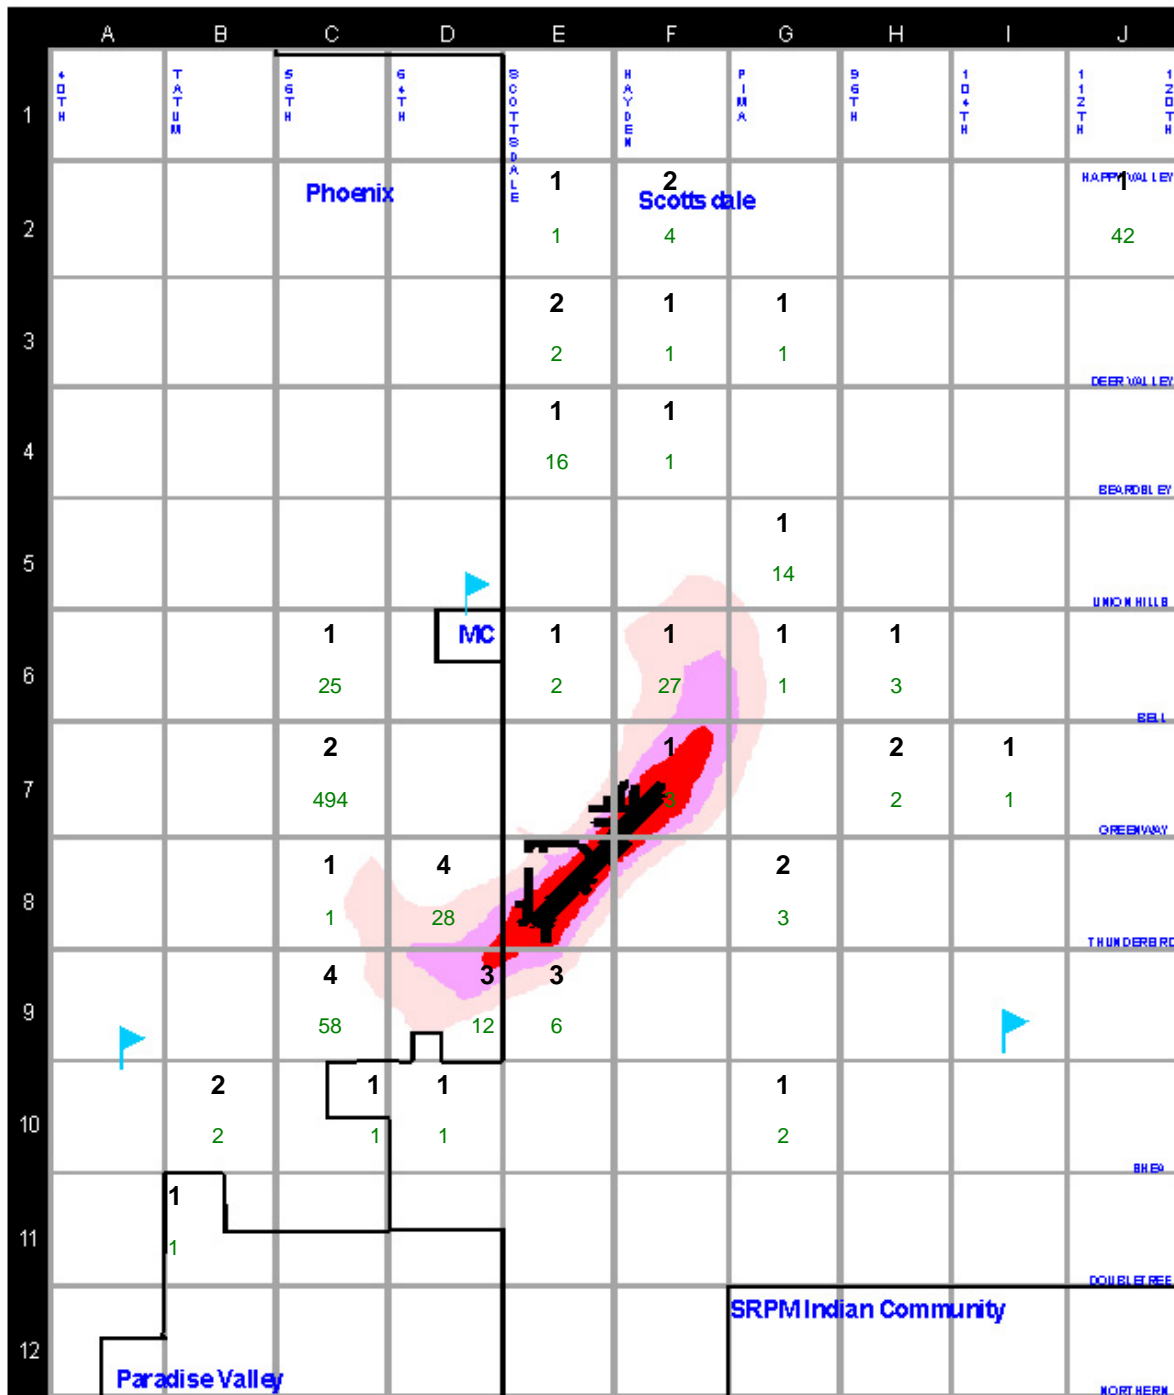 A B C D E F G H I J
1 40TH TATUM 56TH 64TH SCOTTSDALE HAYDEN PIMA 96TH 104TH 112TH 120TH
Phoenix 1 2 Scotts dale HAPPY VALLEY 1
2 1 4 42
2 1 1
3 2 1 1
DEER VALLEY
1 1
4 16 1
BEARDSLEY
1
5 14
UNION HILLS
1 MC 1 1 1 1
6 25 2 27 1 3
BELL
2 1 2 1
7 494 3 2 1
GREENWAY
1 4 2
8 1 28 3
THUNDERBIRD
4 3 3
9 58 12 6
2 1 1 1
10 2 1 1 2
SHEA
1
11 1
DOUBLETREE
SRPM Indian Community
12
Paradise Valley
NORTHERN